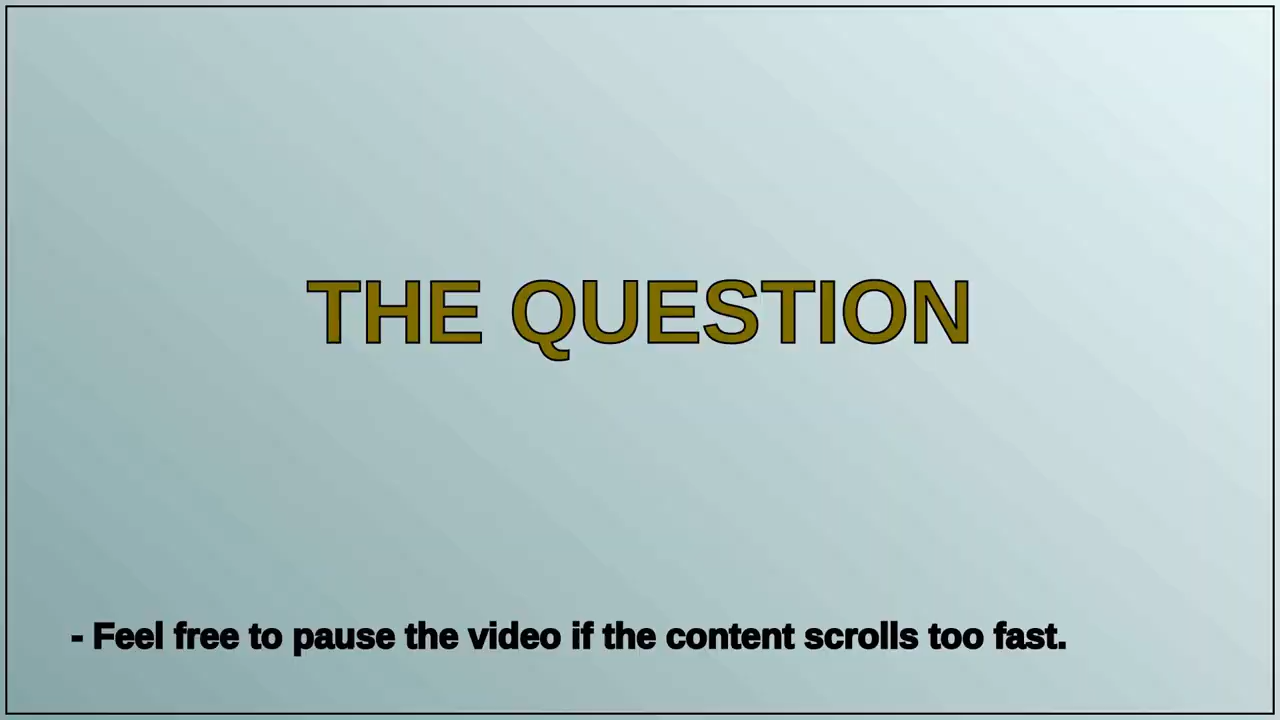 THE QUESTION
- Feel free to pause the video if the content scrolls too fast.